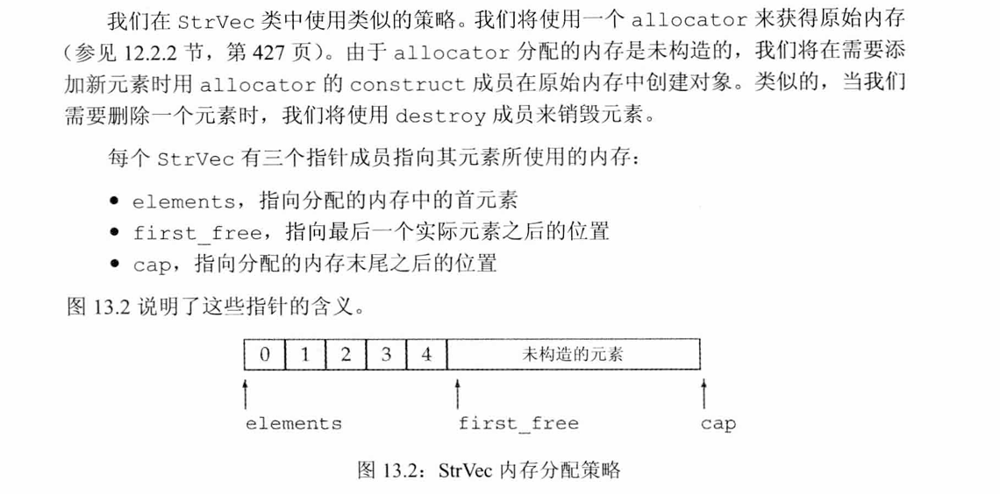 我们在 StrVec 类中使用类似的策略。我们将使用一个 allocator 来获得原始内存
（参见 12.2.2 节，第 427 页）。由于 allocator 分配的内存是未构造的，我们将在需要添
加新元素时用 allocator 的 construct 成员在原始内存中创建对象。类似的，当我们
需要删除一个元素时，我们将使用 destroy 成员来销毁元素。
每个 StrVec 有三个指针成员指向其元素所使用的内存：
● elements，指向分配的内存中的首元素
● first_free，指向最后一个实际元素之后的位置
● cap，指向分配的内存末尾之后的位置
图 13.2 说明了这些指针的含义。
0 1 2 3 4 未构造的元素
elements first_free cap
图 13.2：StrVec 内存分配策略